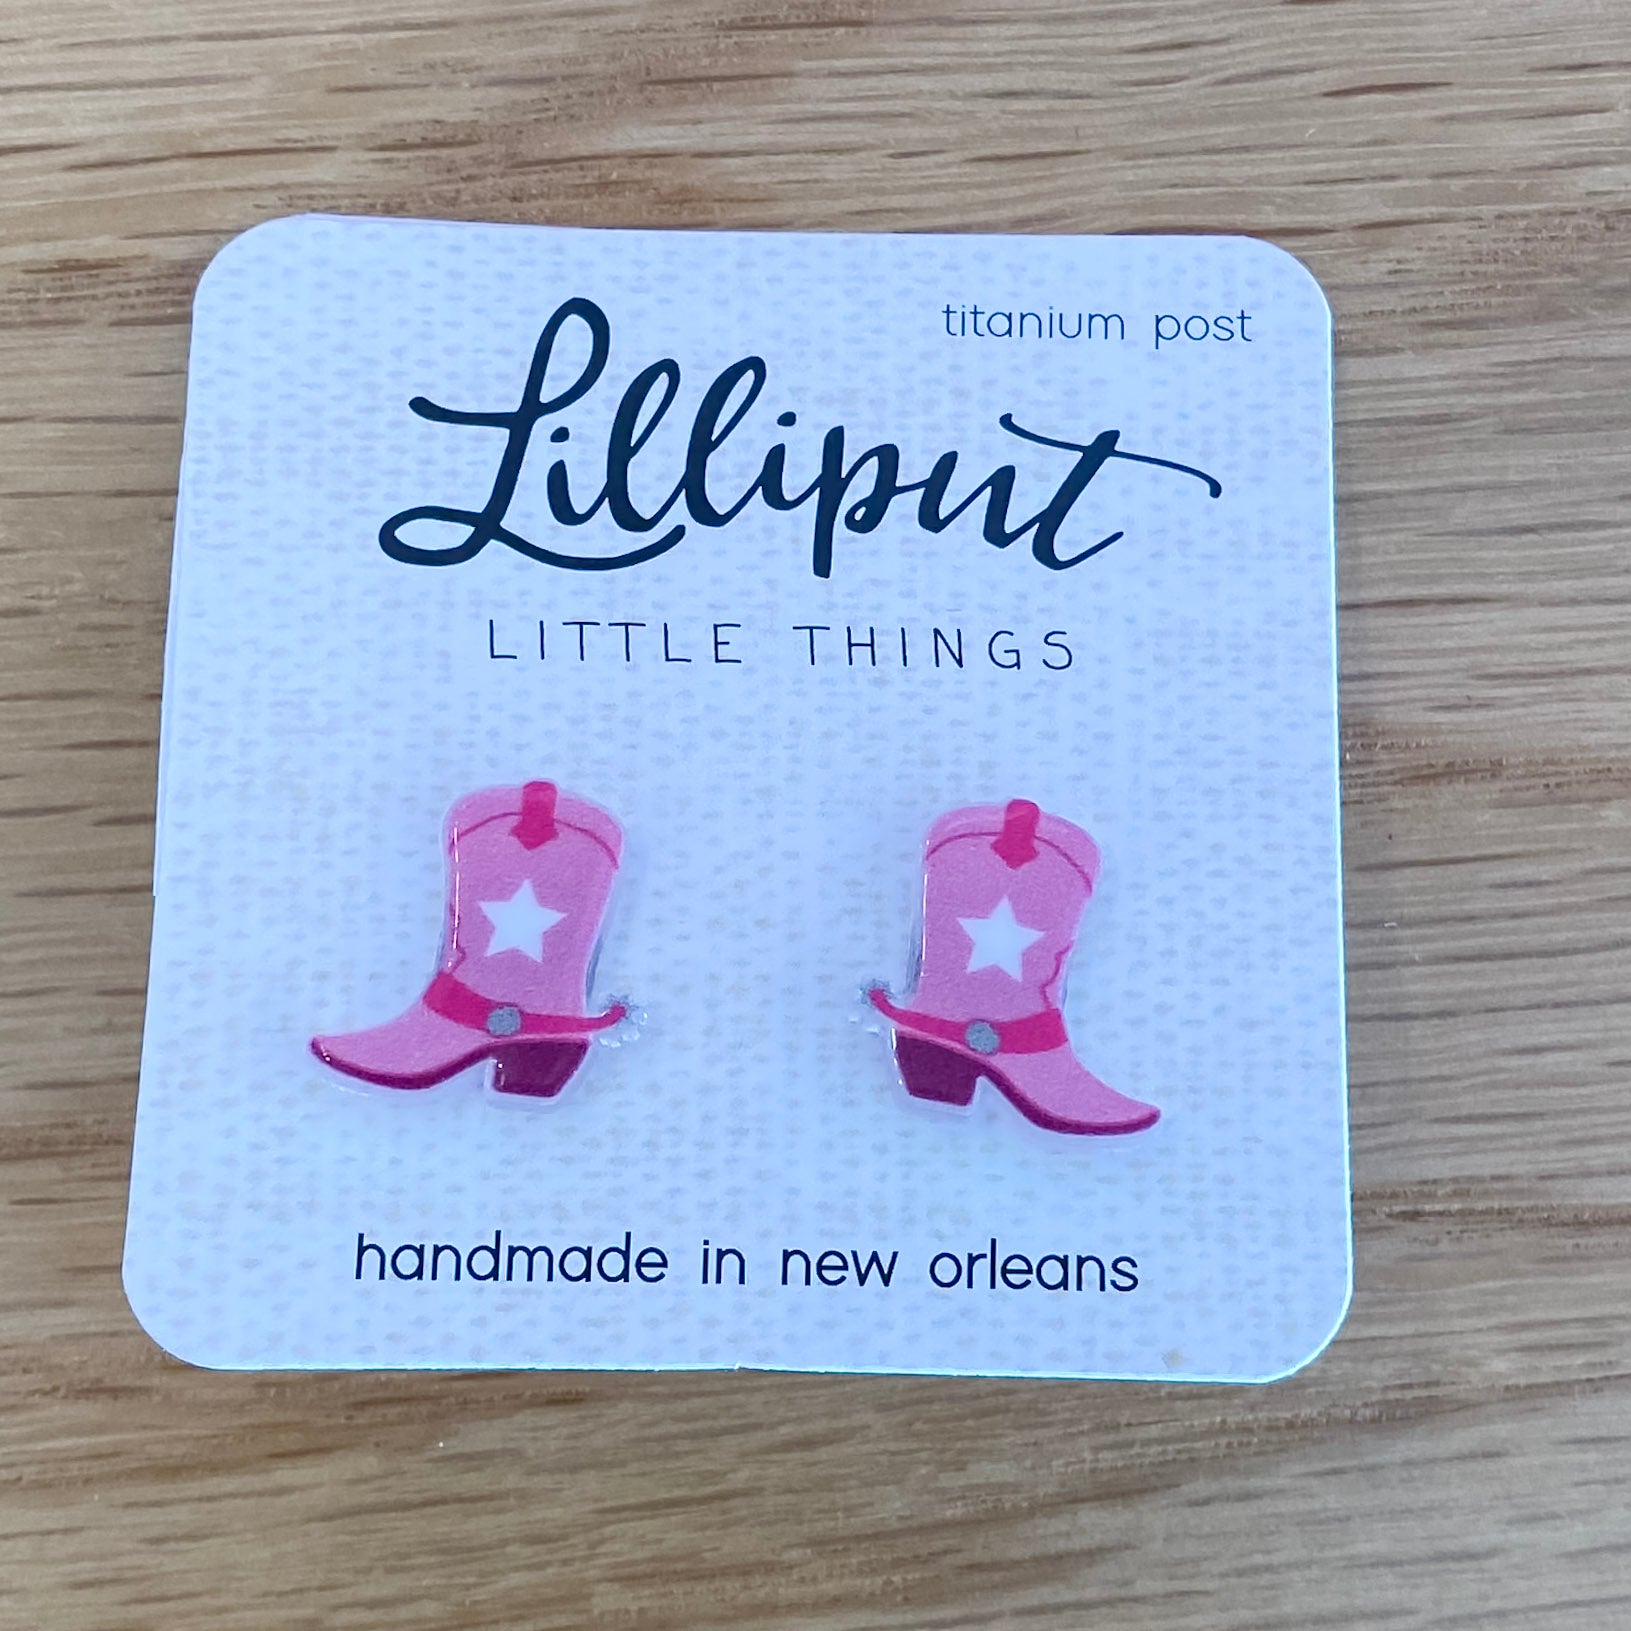 titanium post
Lilliput
LITTLE THINGS
handmade in new orleans